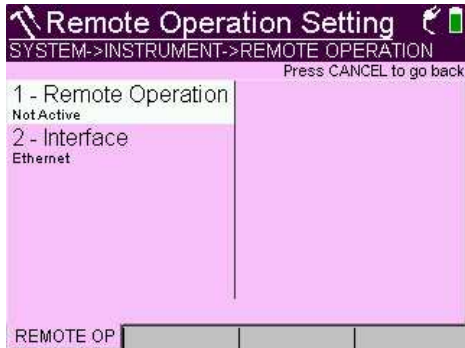 Remote Operation Setting
SYSTEM->INSTRUMENT->REMOTE OPERATION
Press CANCEL to go back
1 - Remote Operation
Not Active
2 - Interface
Ethernet
REMOTE OP